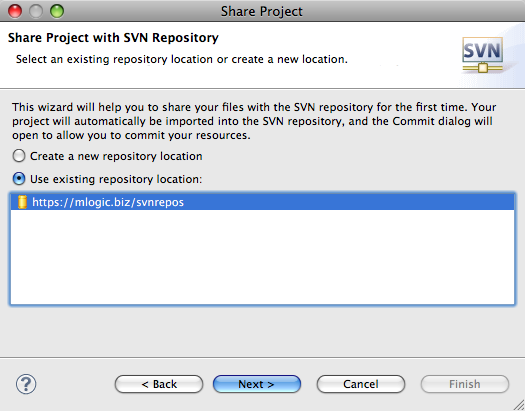 Share Project
Share Project with SVN Repository
Select an existing repository location or create a new location.
SVN
This wizard will help you to share your files with the SVN repository for the first time. Your
project will automatically be imported into the SVN repository, and the Commit dialog will
open to allow you to commit your resources.
Create a new repository location
Use existing repository location:
https://mlogic.biz/svnrepos
?
< Back
Next >
Cancel
Finish